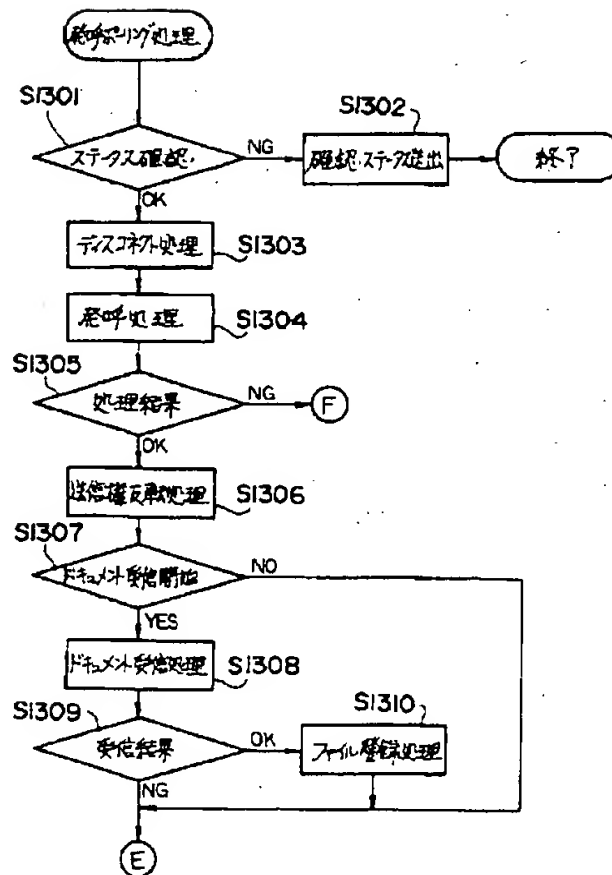 発呼ポーリング処理
S1301
S1302
ステータス確認
NG
確認・ステータス送出
終了
OK
ディスコネクト処理
S1303
発呼処理
S1304
S1305
処理結果
NG
F
OK
送信権反転処理
S1306
S1307
ドキュメント受信開始
NO
YES
ドキュメント受信処理
S1308
S1309
S1310
受信結果
OK
ファイル登録処理
NG
E